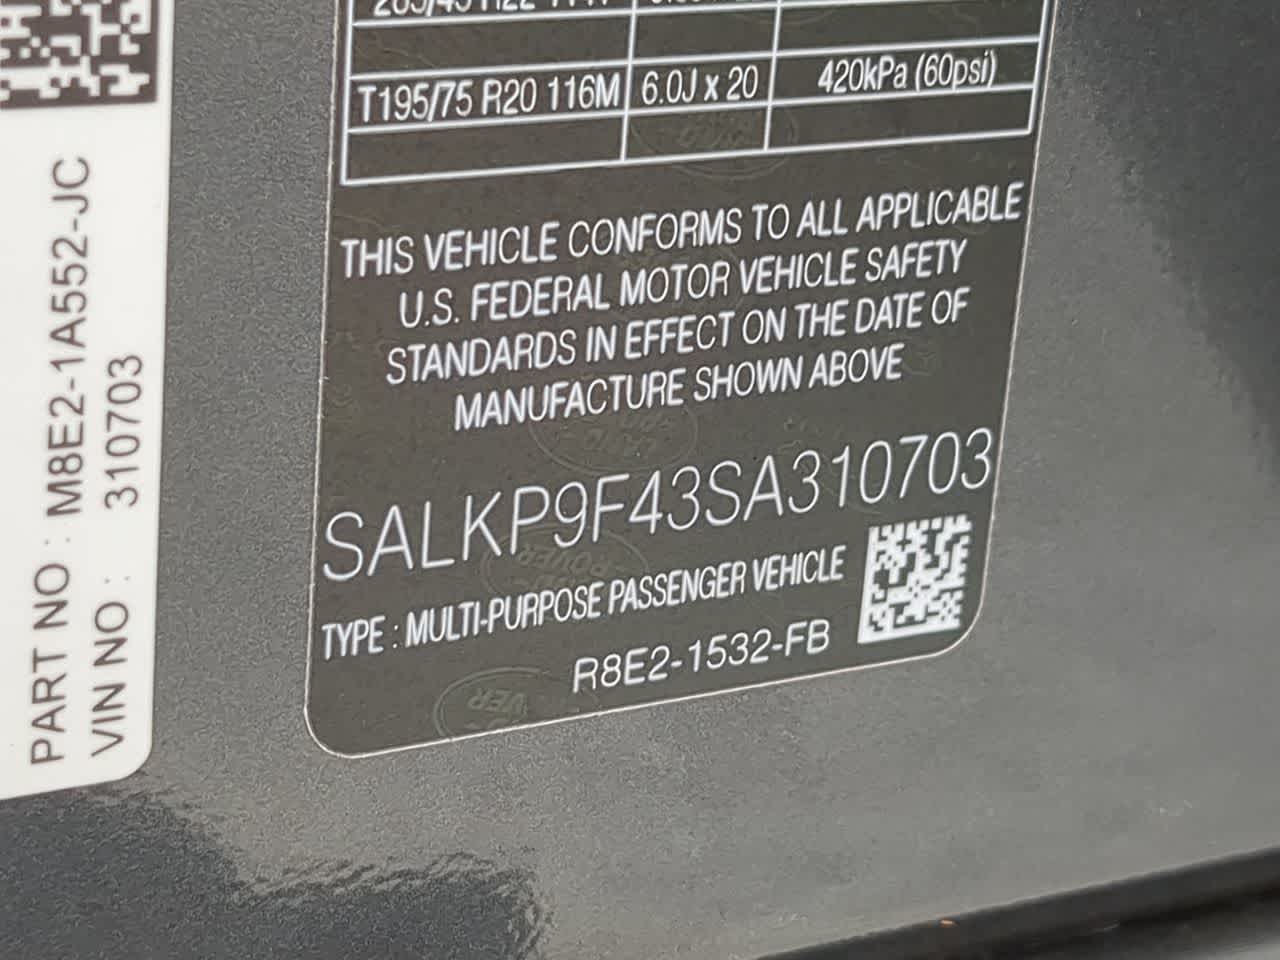 T195/75 R20 116M 6.0J x 20 420kPa (60psi)
THIS VEHICLE CONFORMS TO ALL APPLICABLE
U.S. FEDERAL MOTOR VEHICLE SAFETY
STANDARDS IN EFFECT ON THE DATE OF
MANUFACTURE SHOWN ABOVE
SALKP9F43SA310703
TYPE : MULTI-PURPOSE PASSENGER VEHICLE
R8E2-1532-FB
PART NO : M8E2-1A552-JC
VIN NO : 310703